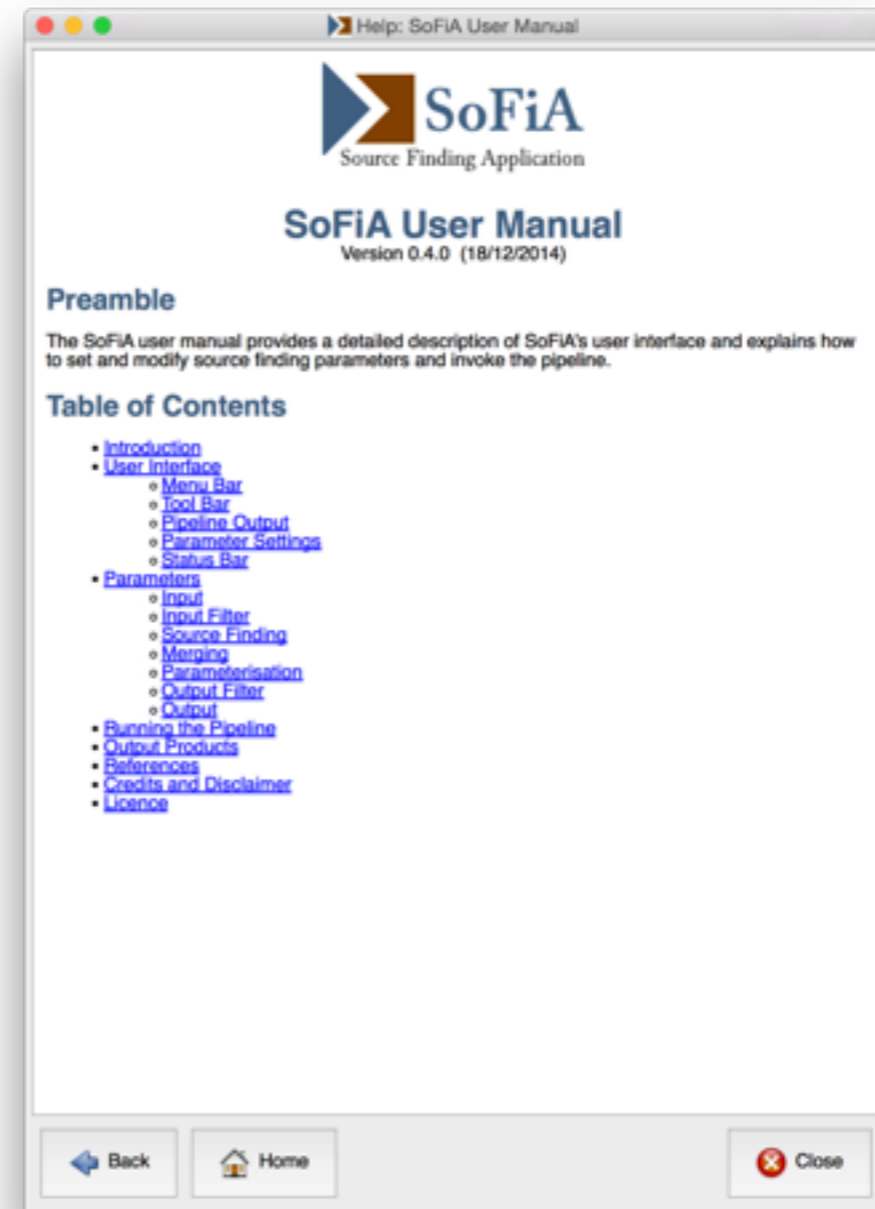 Help: SoFiA User Manual
SoFiA
Source Finding Application
SoFiA User Manual
Version 0.4.0 (18/12/2014)
Preamble
The SoFiA user manual provides a detailed description of SoFiA's user interface and explains how
to set and modify source finding parameters and invoke the pipeline.
Table of Contents
• Introduction
• User Interface
◦ Menu Bar
◦ Tool Bar
◦ Pipeline Output
◦ Parameter Settings
◦ Status Bar
• Parameters
◦ Input
◦ Input Filter
◦ Source Finding
◦ Merging
◦ Parameterisation
◦ Output Filter
◦ Output
• Running the Pipeline
• Output Products
• References
• Credits and Disclaimer
• Licence
Back Home Close